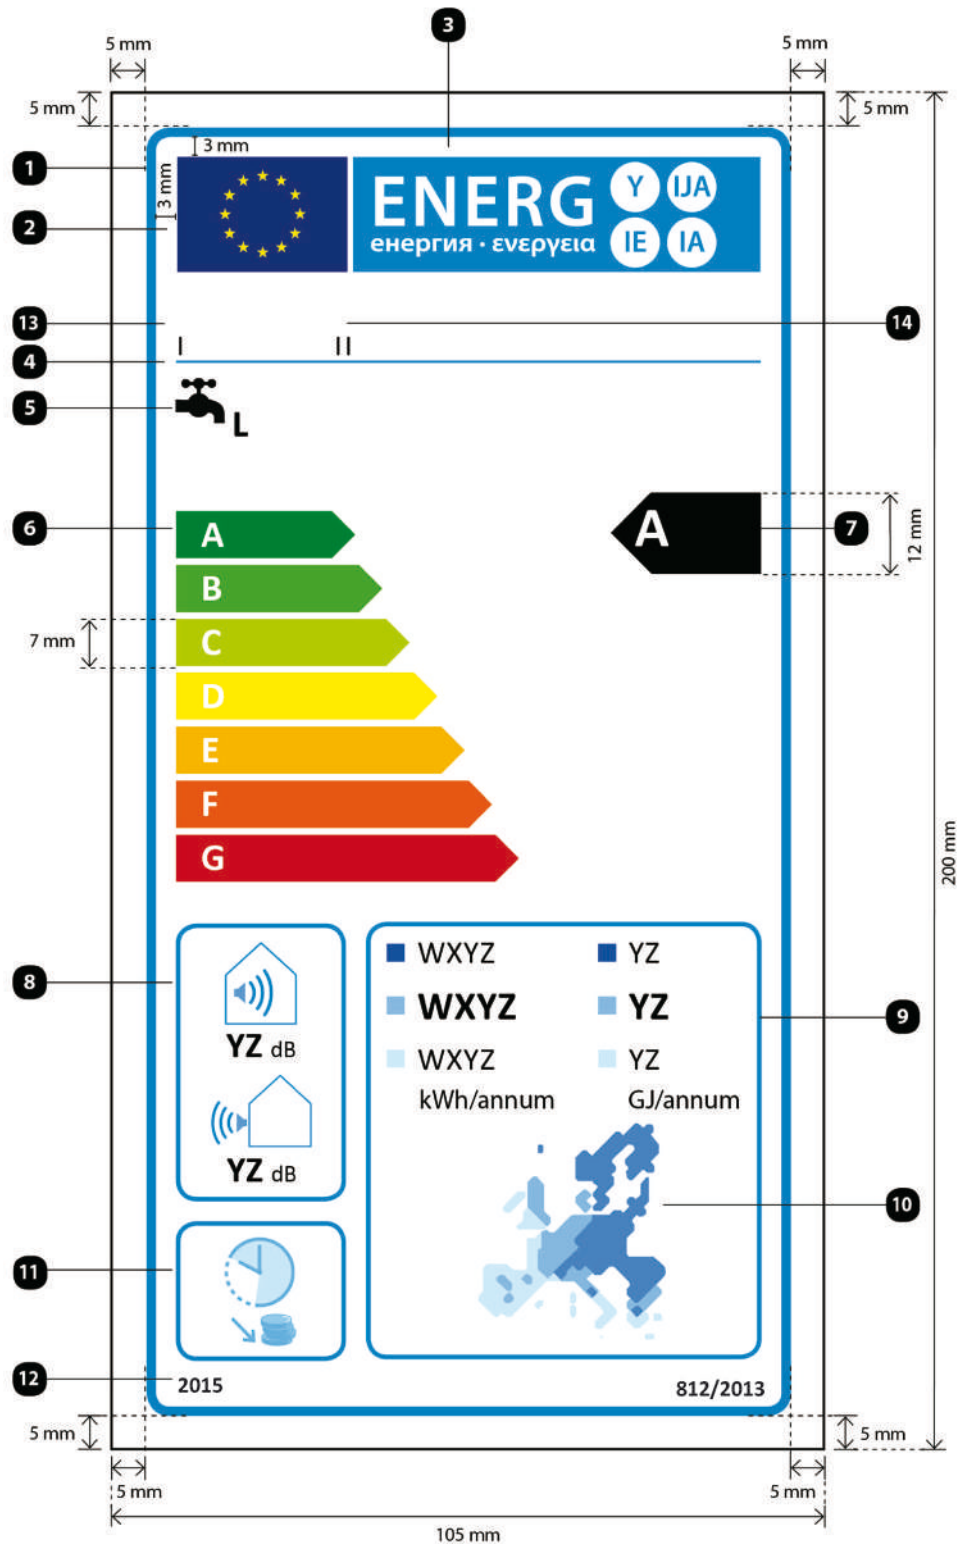 3
5 mm
5 mm
5 mm
5 mm
3 mm
1
3 mm
2
ENERG
Y
IJA
енергия · ενεργεια
IE
IA
13
14
I
II
4
5
L
6
A
A
7
12 mm
B
7 mm
C
D
E
F
G
200 mm
WXYZ
YZ
8
WXYZ
YZ
9
YZ dB
WXYZ
YZ
kWh/annum
GJ/annum
YZ dB
10
11
12
2015
812/2013
5 mm
5 mm
5 mm
5 mm
105 mm